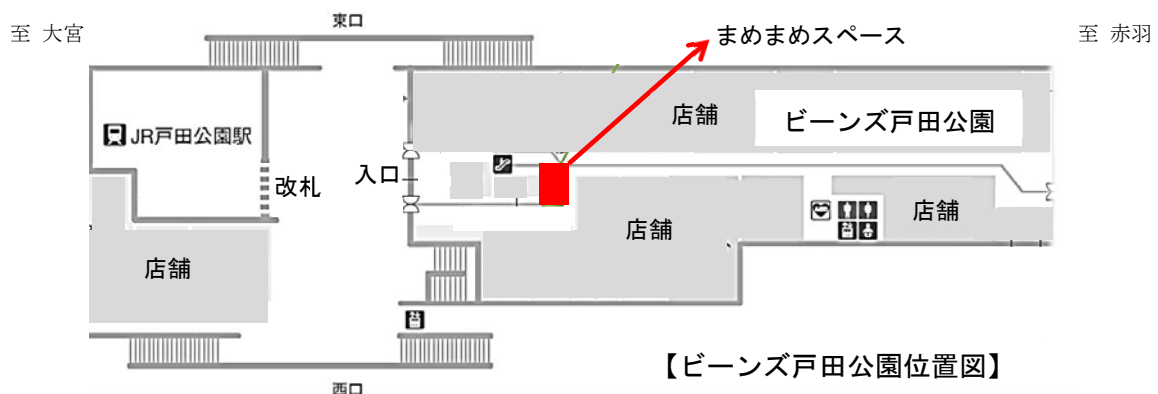 東口
至 大宮
まめまめスペース
至 赤羽
店舗
ビーンズ戸田公園
JR戸田公園駅
入口
改札
店舗
店舗
店舗
【ビーンズ戸田公園位置図】
西口